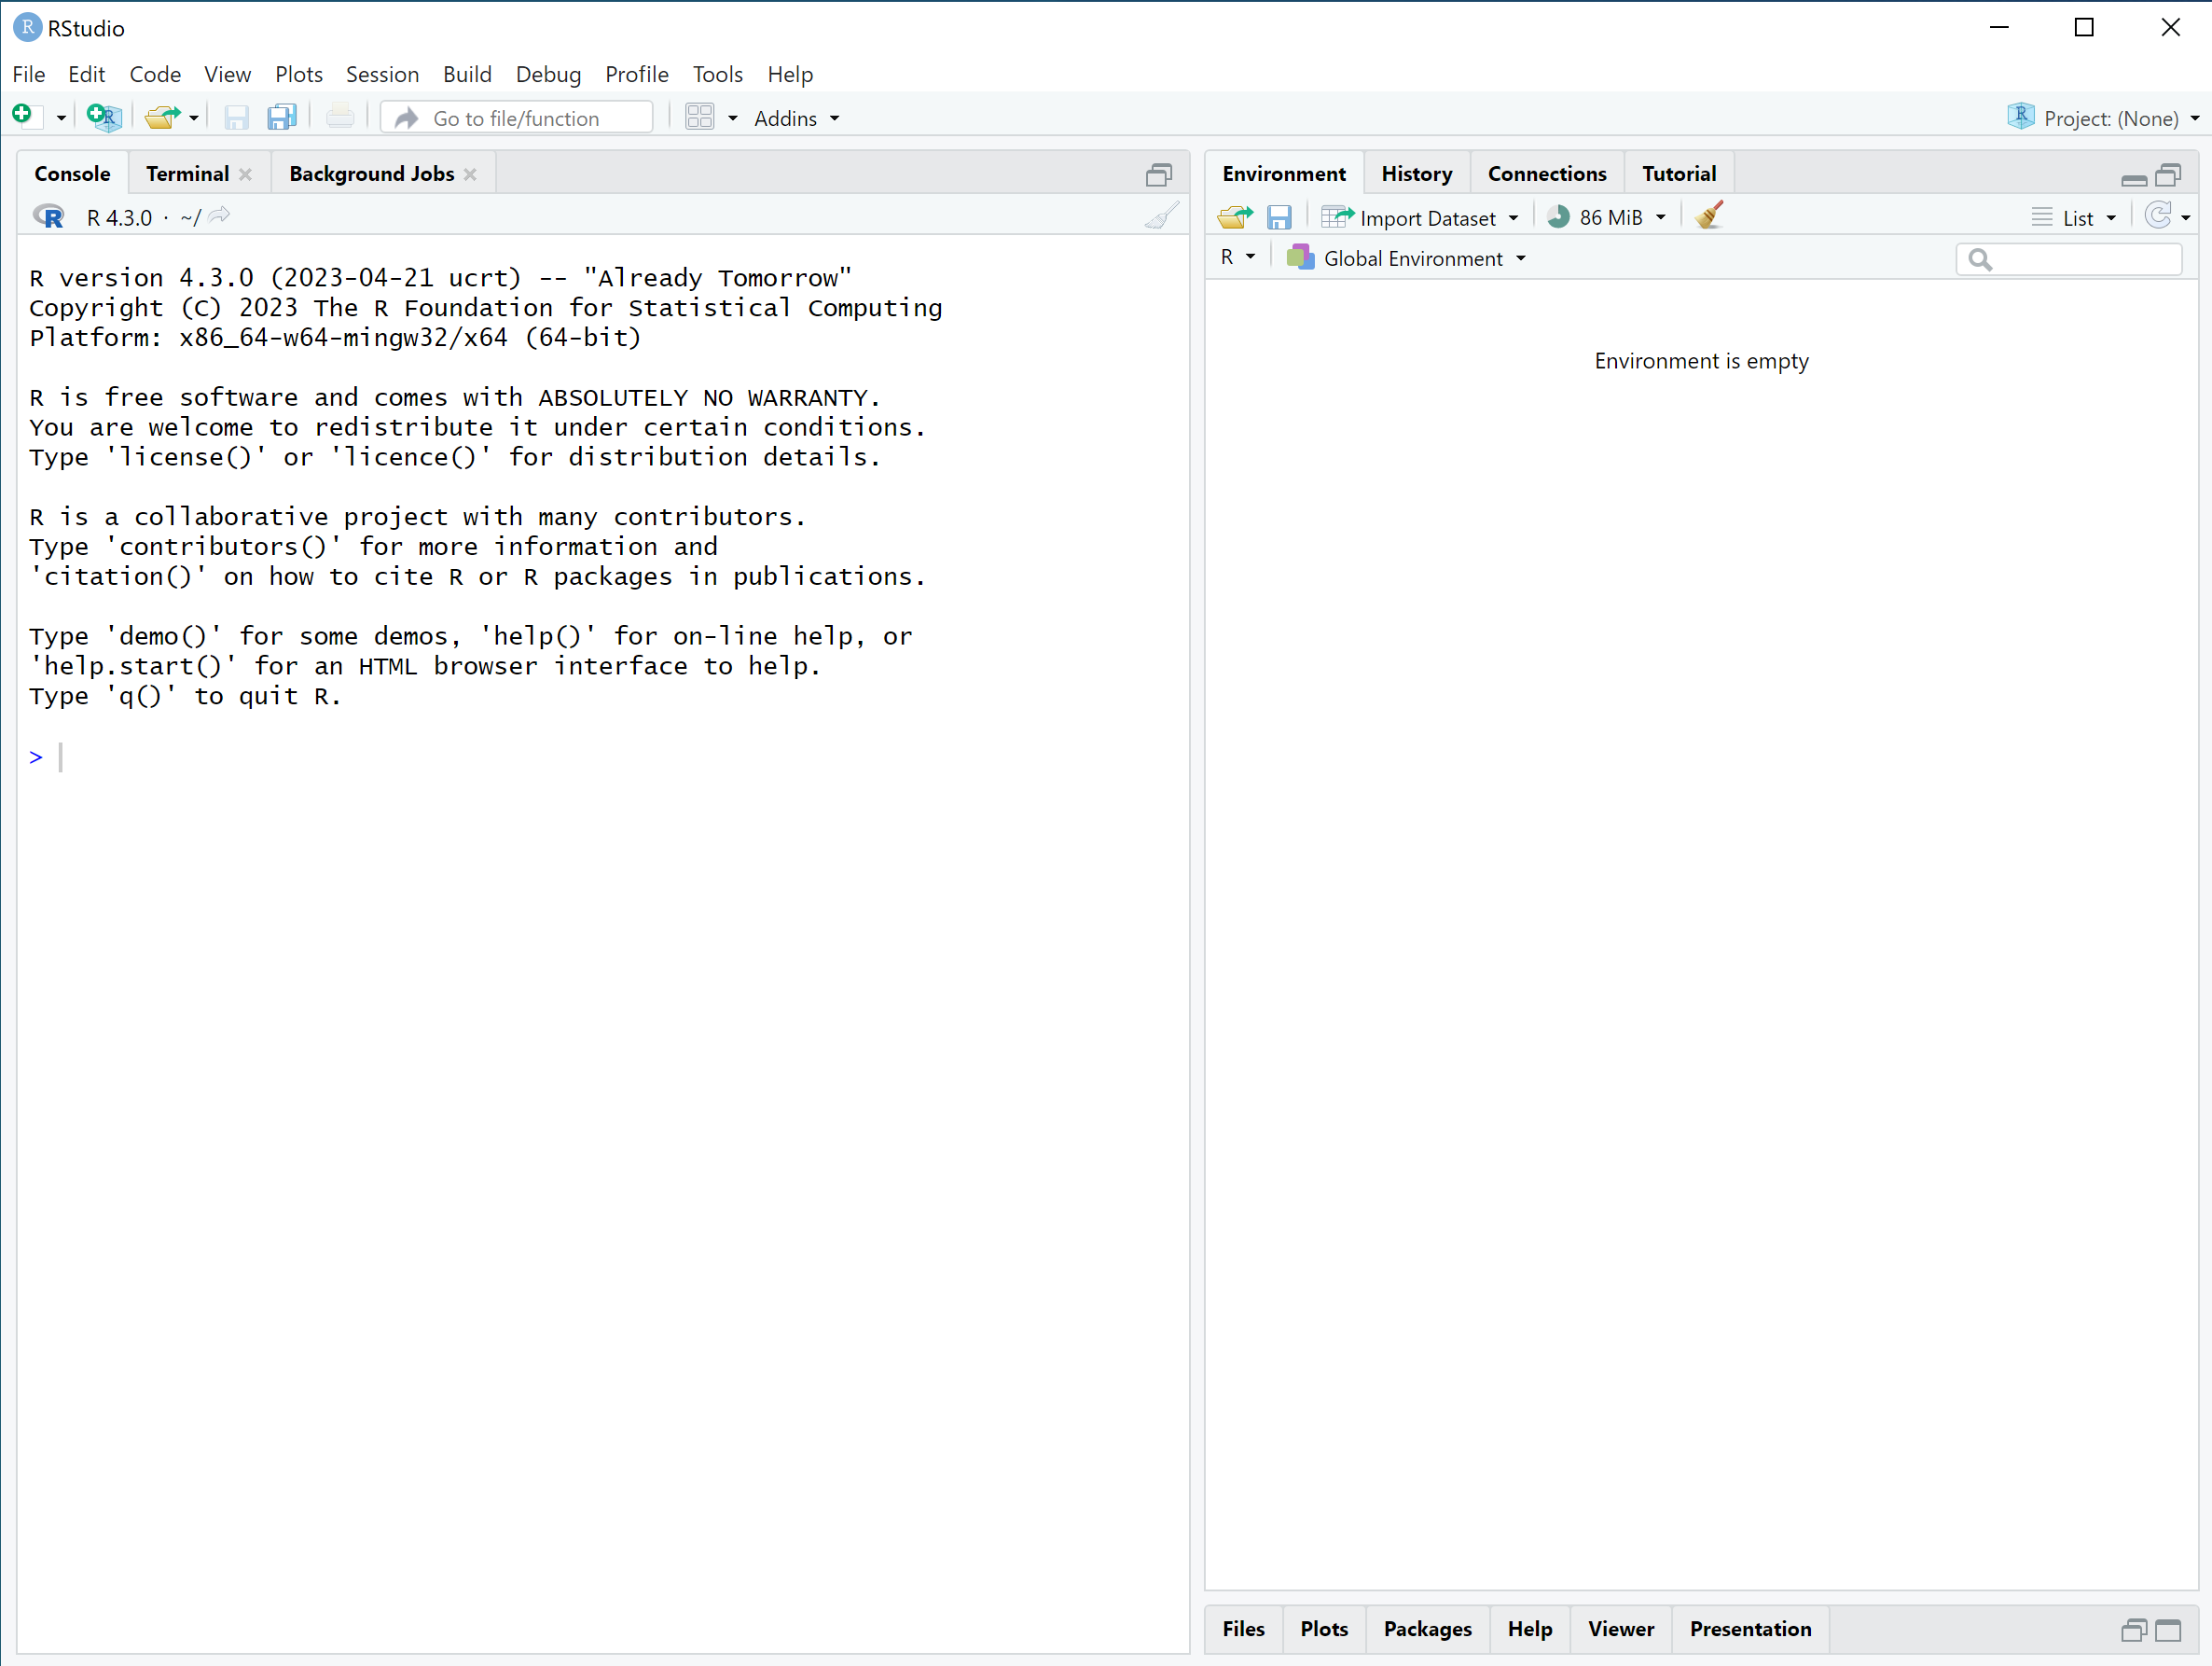 RStudio
File Edit Code View Plots Session Build Debug Profile Tools Help
Go to file/function Addins Project: (None)
Console Terminal Background Jobs
R 4.3.0 · ~/
R version 4.3.0 (2023-04-21 ucrt) -- "Already Tomorrow"
Copyright (C) 2023 The R Foundation for Statistical Computing
Platform: x86_64-w64-mingw32/x64 (64-bit)
R is free software and comes with ABSOLUTELY NO WARRANTY.
You are welcome to redistribute it under certain conditions.
Type 'license()' or 'licence()' for distribution details.
R is a collaborative project with many contributors.
Type 'contributors()' for more information and
'citation()' on how to cite R or R packages in publications.
Type 'demo()' for some demos, 'help()' for on-line help, or
'help.start()' for an HTML browser interface to help.
Type 'q()' to quit R.
>
Environment History Connections Tutorial
Import Dataset 86 MiB List
R Global Environment
Environment is empty
Files Plots Packages Help Viewer Presentation